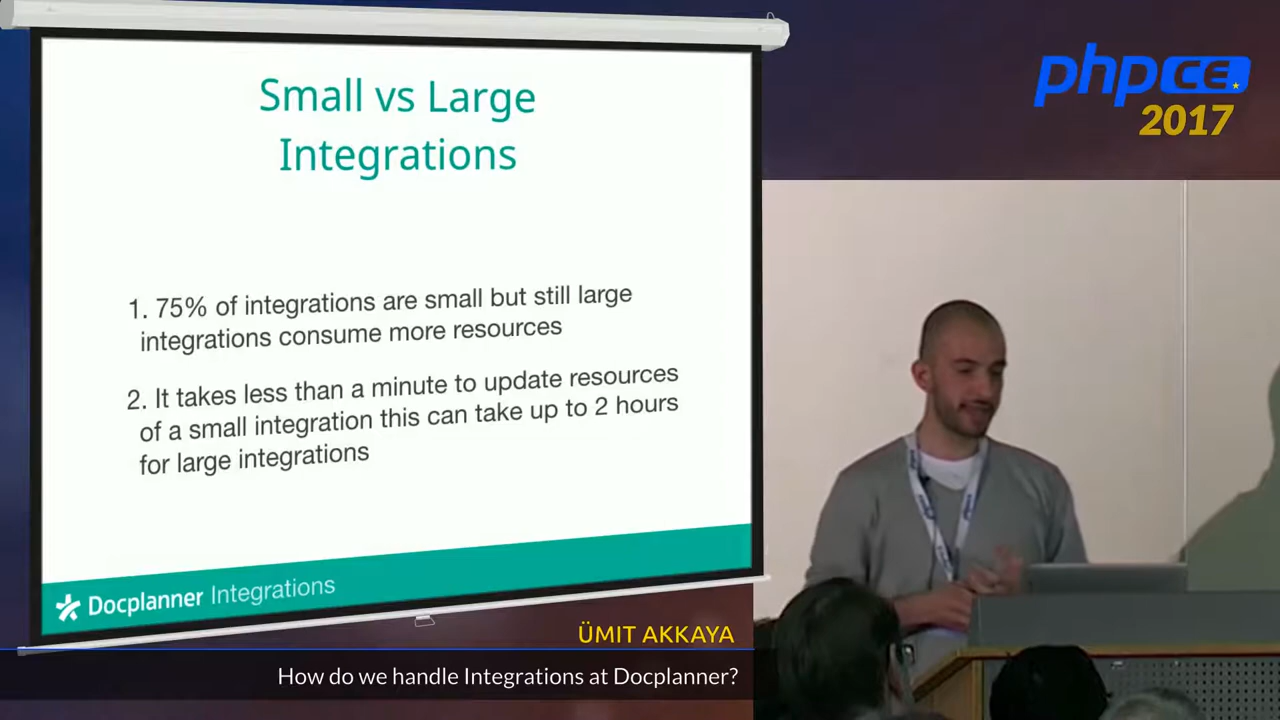 Small vs Large
Integrations
1. 75% of integrations are small but still large
integrations consume more resources
2. It takes less than a minute to update resources
of a small integration this can take up to 2 hours
for large integrations
Docplanner Integrations
phpCE
2017
ÜMIT AKKAYA
How do we handle Integrations at Docplanner?